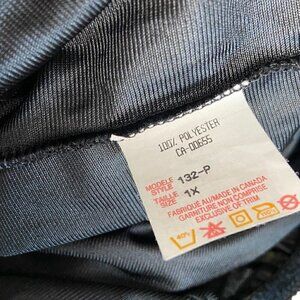 100% POLYESTER
CA-00655
MODELE
STYLE 132-P
TAILLE
SIZE 1X
FABRIQUE AU/MADE IN CANADA
GARNITURE NON COMPRISE
EXCLUSIVE OF TRIM